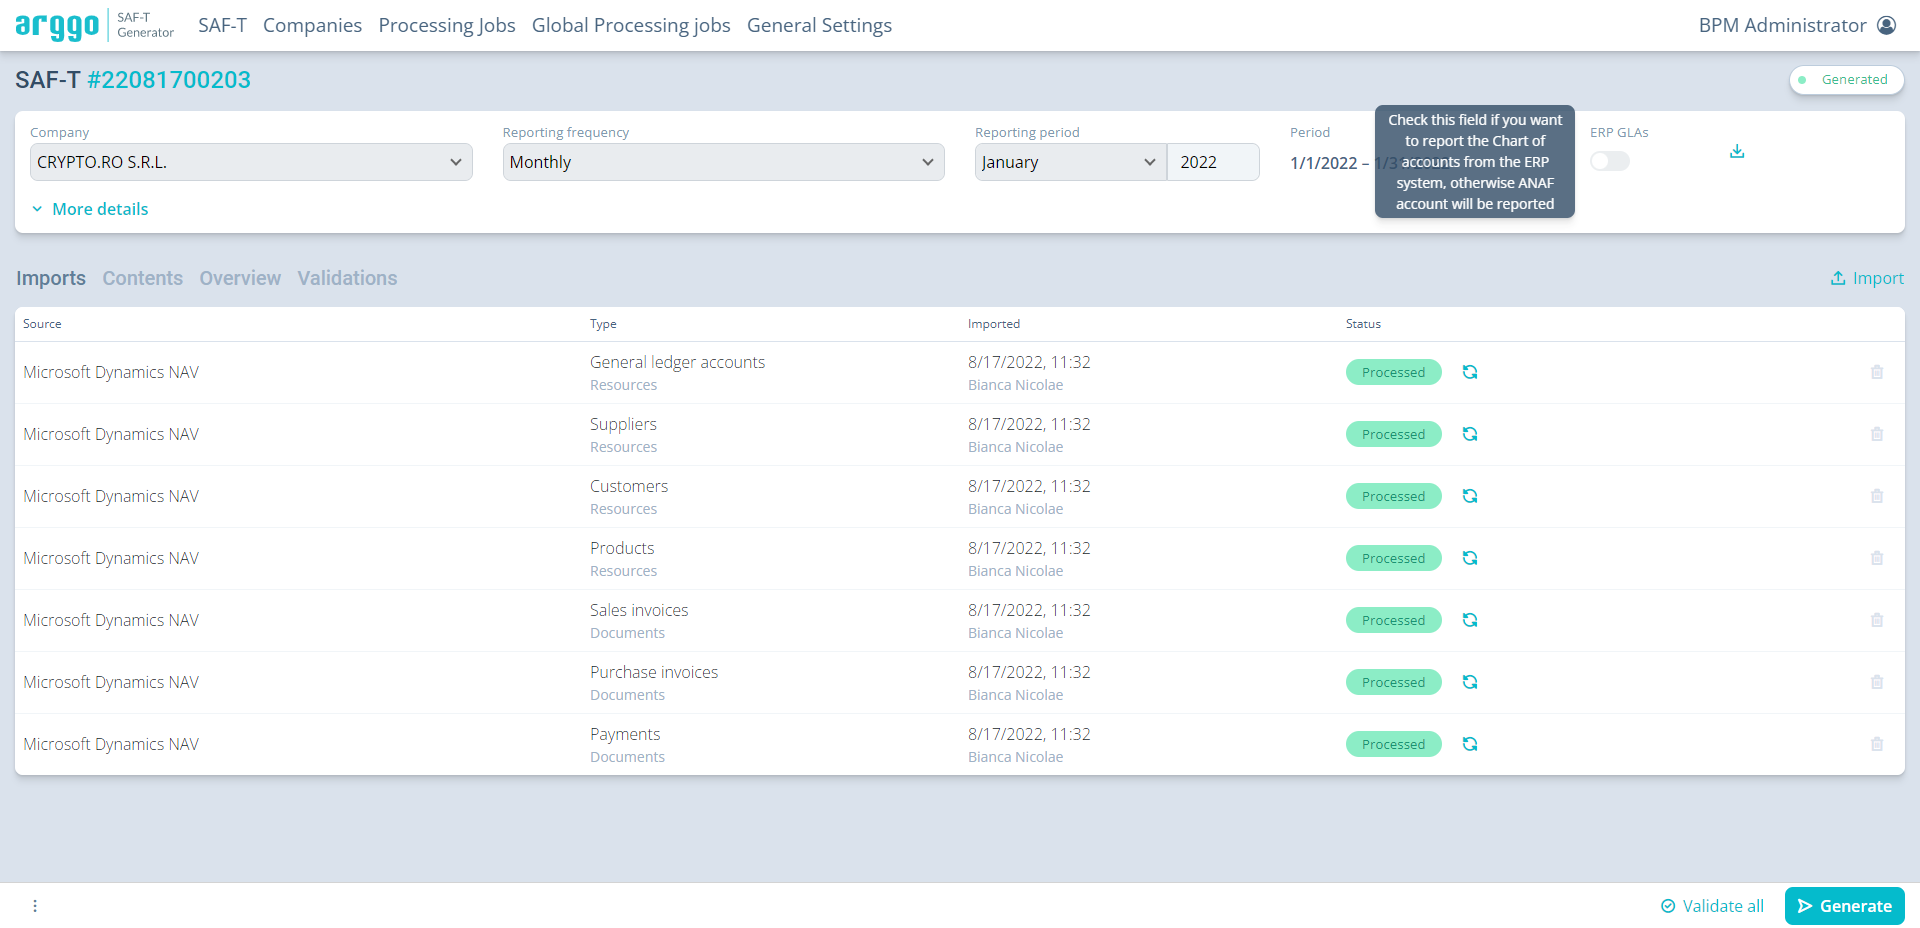 arggo SAF-T Generator SAF-T Companies Processing Jobs Global Processing jobs General Settings BPM Administrator
SAF-T #22081700203 Generated
Company Reporting frequency Reporting period Period ERP GLAs
CRYPTO.RO S.R.L. Monthly January 2022 1/1/2022 –
Check this field if you want
to report the Chart of
accounts from the ERP
system, otherwise ANAF
account will be reported
More details
Imports Contents Overview Validations Import
Source Type Imported Status
Microsoft Dynamics NAV General ledger accounts 8/17/2022, 11:32 Processed
Resources Bianca Nicolae
Microsoft Dynamics NAV Suppliers 8/17/2022, 11:32 Processed
Resources Bianca Nicolae
Microsoft Dynamics NAV Customers 8/17/2022, 11:32 Processed
Resources Bianca Nicolae
Microsoft Dynamics NAV Products 8/17/2022, 11:32 Processed
Resources Bianca Nicolae
Microsoft Dynamics NAV Sales invoices 8/17/2022, 11:32 Processed
Documents Bianca Nicolae
Microsoft Dynamics NAV Purchase invoices 8/17/2022, 11:32 Processed
Documents Bianca Nicolae
Microsoft Dynamics NAV Payments 8/17/2022, 11:32 Processed
Documents Bianca Nicolae
Validate all Generate